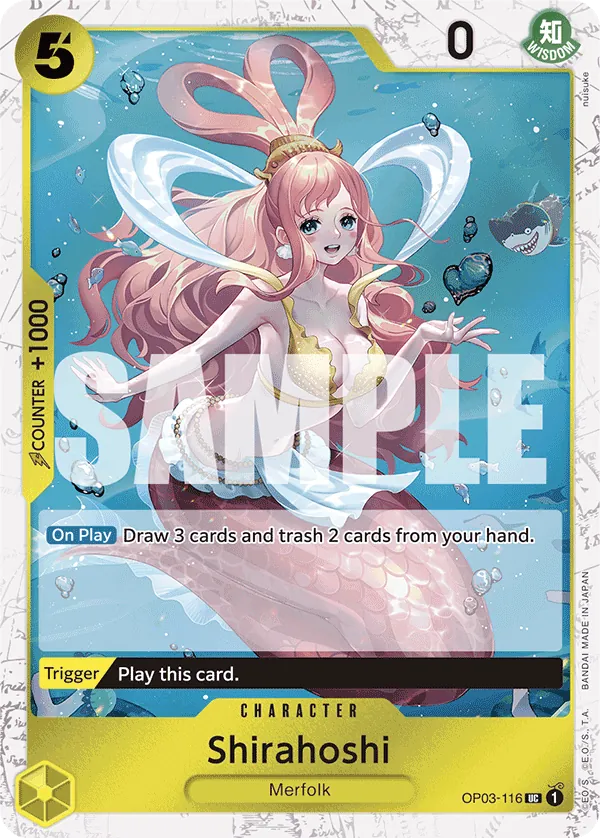 5
0
知
WISDOM
nuisuke
COUNTER +1000
SAMPLE
On Play Draw 3 cards and trash 2 cards from your hand.
Trigger Play this card.
CHARACTER
Shirahoshi
Merfolk
OP03-116 UC 1
©E.O./S., T.A. BANDAI MADE IN JAPAN